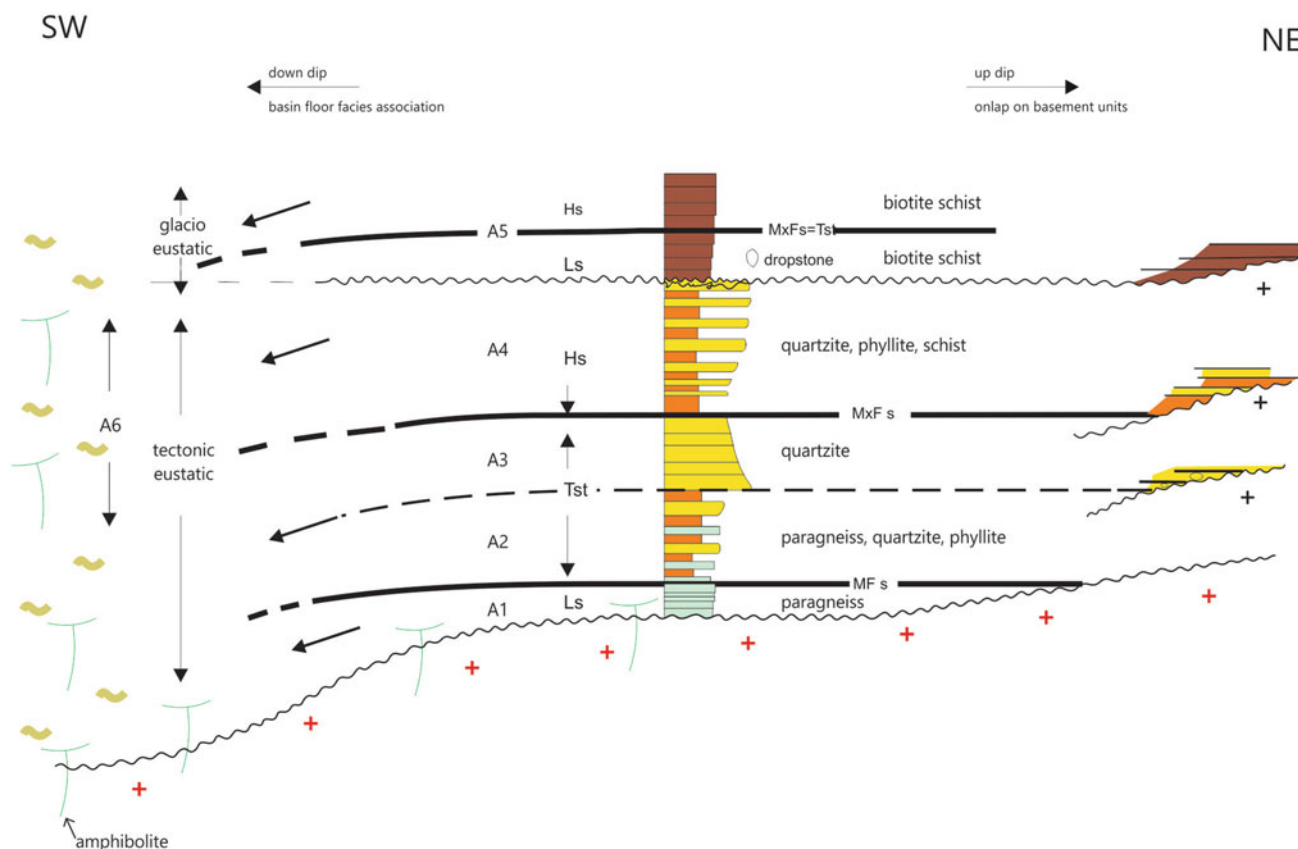 SW
NE
down dip
basin floor facies association
up dip
onlap on basement units
glacio
eustatic
Hs
A5
MxFs=Tst
biotite schist
Ls
dropstone
biotite schist
A4
Hs
quartzite, phyllite, schist
A6
tectonic
eustatic
MxF s
A3
quartzite
Tst
A2
paragneiss, quartzite, phyllite
MF s
A1
Ls
paragneiss
amphibolite